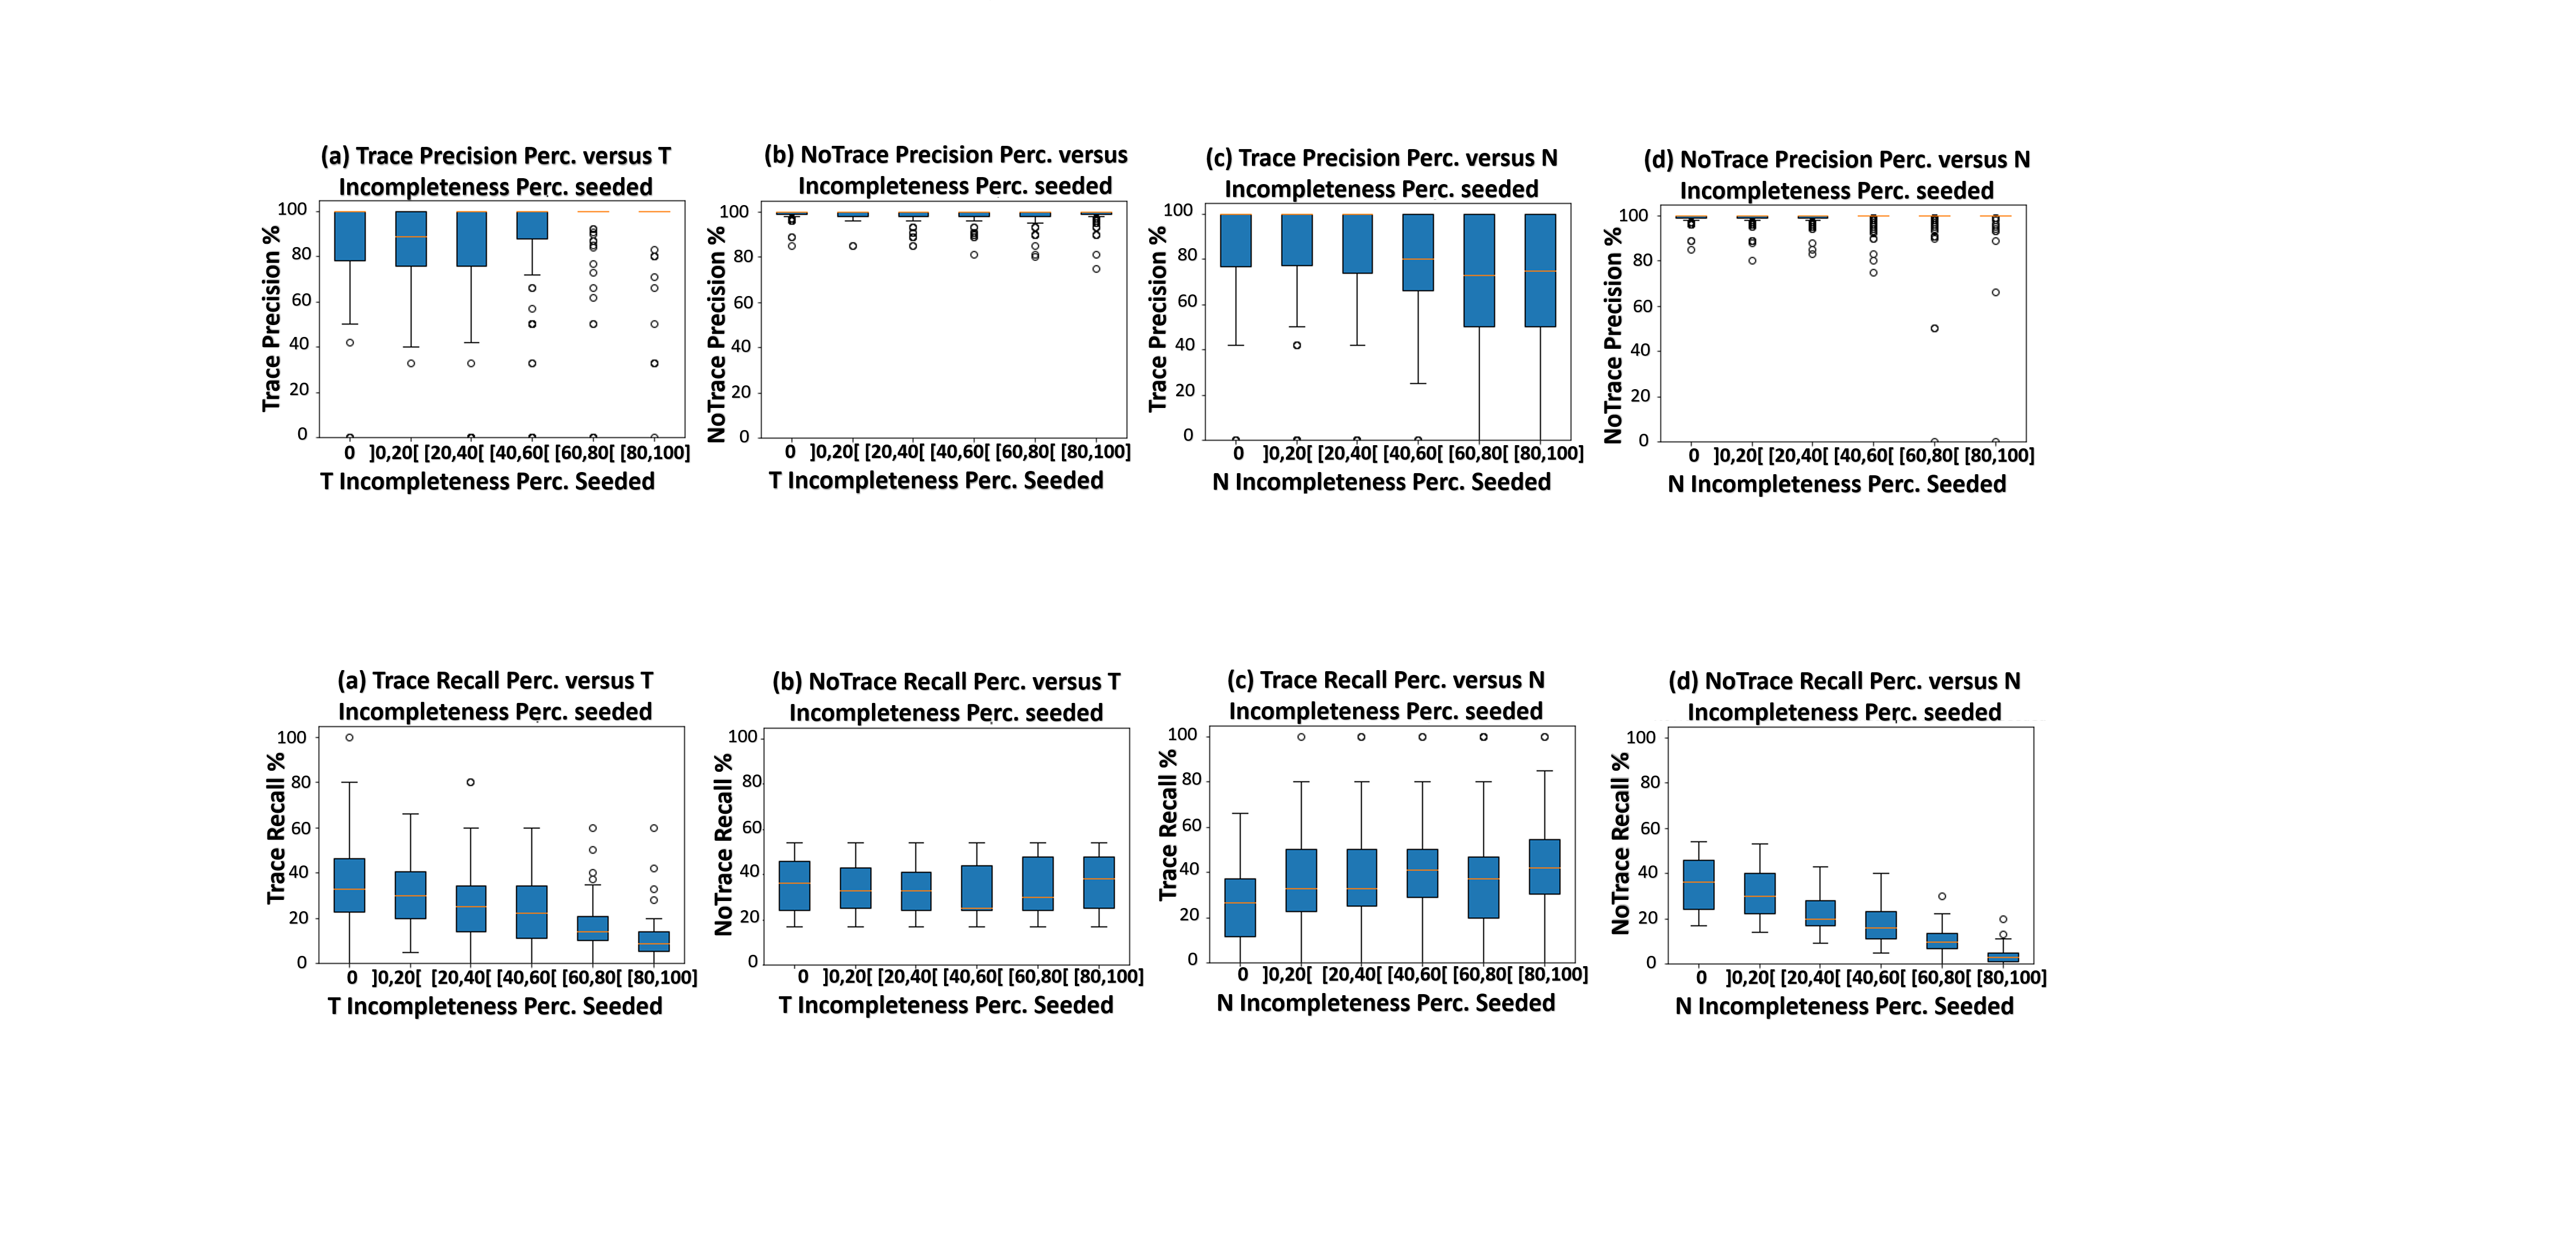 (a) Trace Precision Perc. versus T
Incompleteness Perc. seeded
Trace Precision %
100
80
60
40
20
0
0 ]0,20[ [20,40[ [40,60[ [60,80[ [80,100]
T Incompleteness Perc. Seeded
(b) NoTrace Precision Perc. versus
Incompleteness Perc. seeded
NoTrace Precision %
100
80
60
40
20
0
0 ]0,20[ [20,40[ [40,60[ [60,80[ [80,100]
T Incompleteness Perc. Seeded
(c) Trace Precision Perc. versus N
Incompleteness Perc. seeded
Trace Precision %
100
80
60
40
20
0
0 ]0,20[ [20,40[ [40,60[ [60,80[ [80,100]
N Incompleteness Perc. Seeded
(d) NoTrace Precision Perc. versus N
Incompleteness Perc. seeded
NoTrace Precision %
100
80
60
40
20
0
0 ]0,20[ [20,40[ [40,60[ [60,80[ [80,100]
N Incompleteness Perc. Seeded
(a) Trace Recall Perc. versus T
Incompleteness Perc. seeded
Trace Recall %
100
80
60
40
20
0
0 ]0,20[ [20,40[ [40,60[ [60,80[ [80,100]
T Incompleteness Perc. Seeded
(b) NoTrace Recall Perc. versus T
Incompleteness Perc. seeded
NoTrace Recall %
100
80
60
40
20
0
0 ]0,20[ [20,40[ [40,60[ [60,80[ [80,100]
T Incompleteness Perc. Seeded
(c) Trace Recall Perc. versus N
Incompleteness Perc. seeded
Trace Recall %
100
80
60
40
20
0
0 ]0,20[ [20,40[ [40,60[ [60,80[ [80,100]
N Incompleteness Perc. Seeded
(d) NoTrace Recall Perc. versus N
Incompleteness Perc. seeded
NoTrace Recall %
100
80
60
40
20
0
0 ]0,20[ [20,40[ [40,60[ [60,80[ [80,100]
N Incompleteness Perc. Seeded